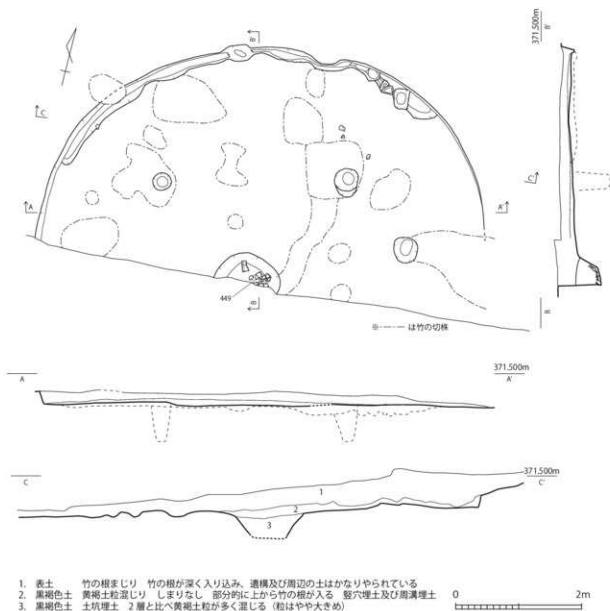 371.500m
B'
B'
C
C'
A
A'
449
B
B
※ーーーは竹の切株
A
371.500m
A'
371.500m
C
C'
1
2
3
1. 表土 竹の根まじり 竹の根が深く入り込み、遺構及び周辺の土はかなりやられている
2. 黒褐色土 黄褐土粒混じり しまりなし 部分的に上から竹の根が入る 竪穴埋土及び周溝埋土
3. 黒褐色土 土坑埋土 2層と比べ黄褐土粒が多く混じる(粒はやや大きめ)
0 2m